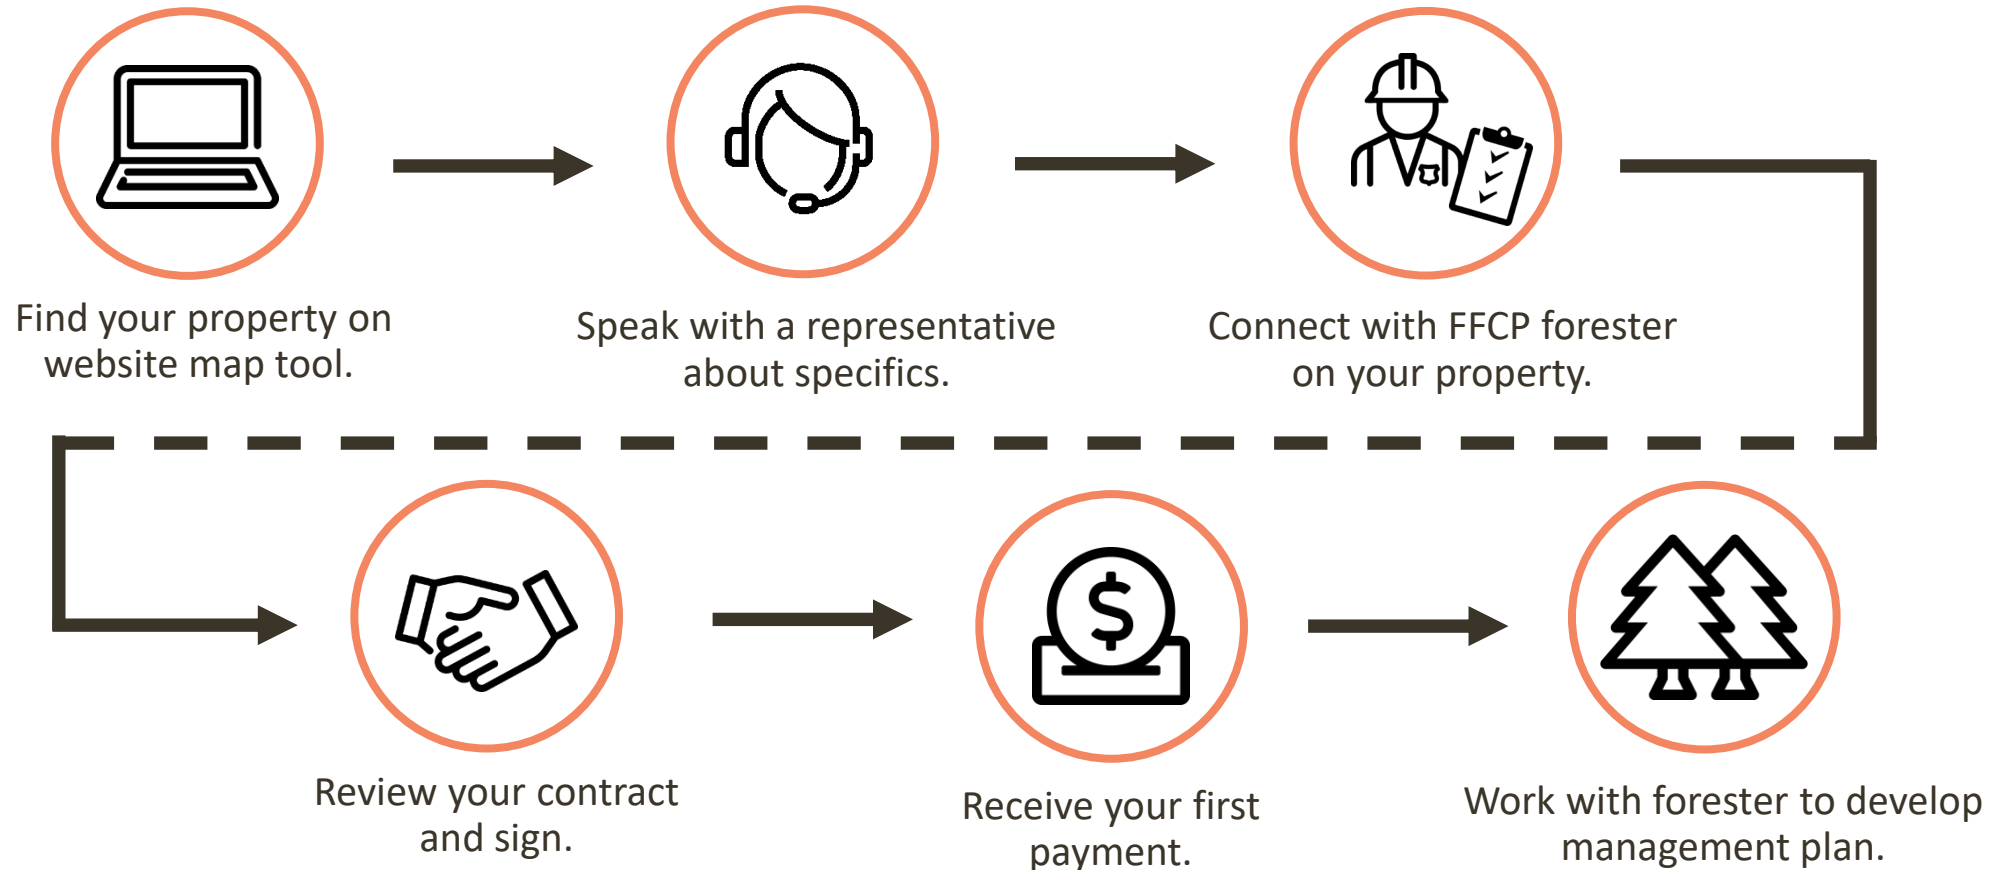 Find your property on
website map tool.
Speak with a representative
about specifics.
Connect with FFCP forester
on your property.
Review your contract
and sign.
$
Receive your first
payment.
Work with forester to develop
management plan.